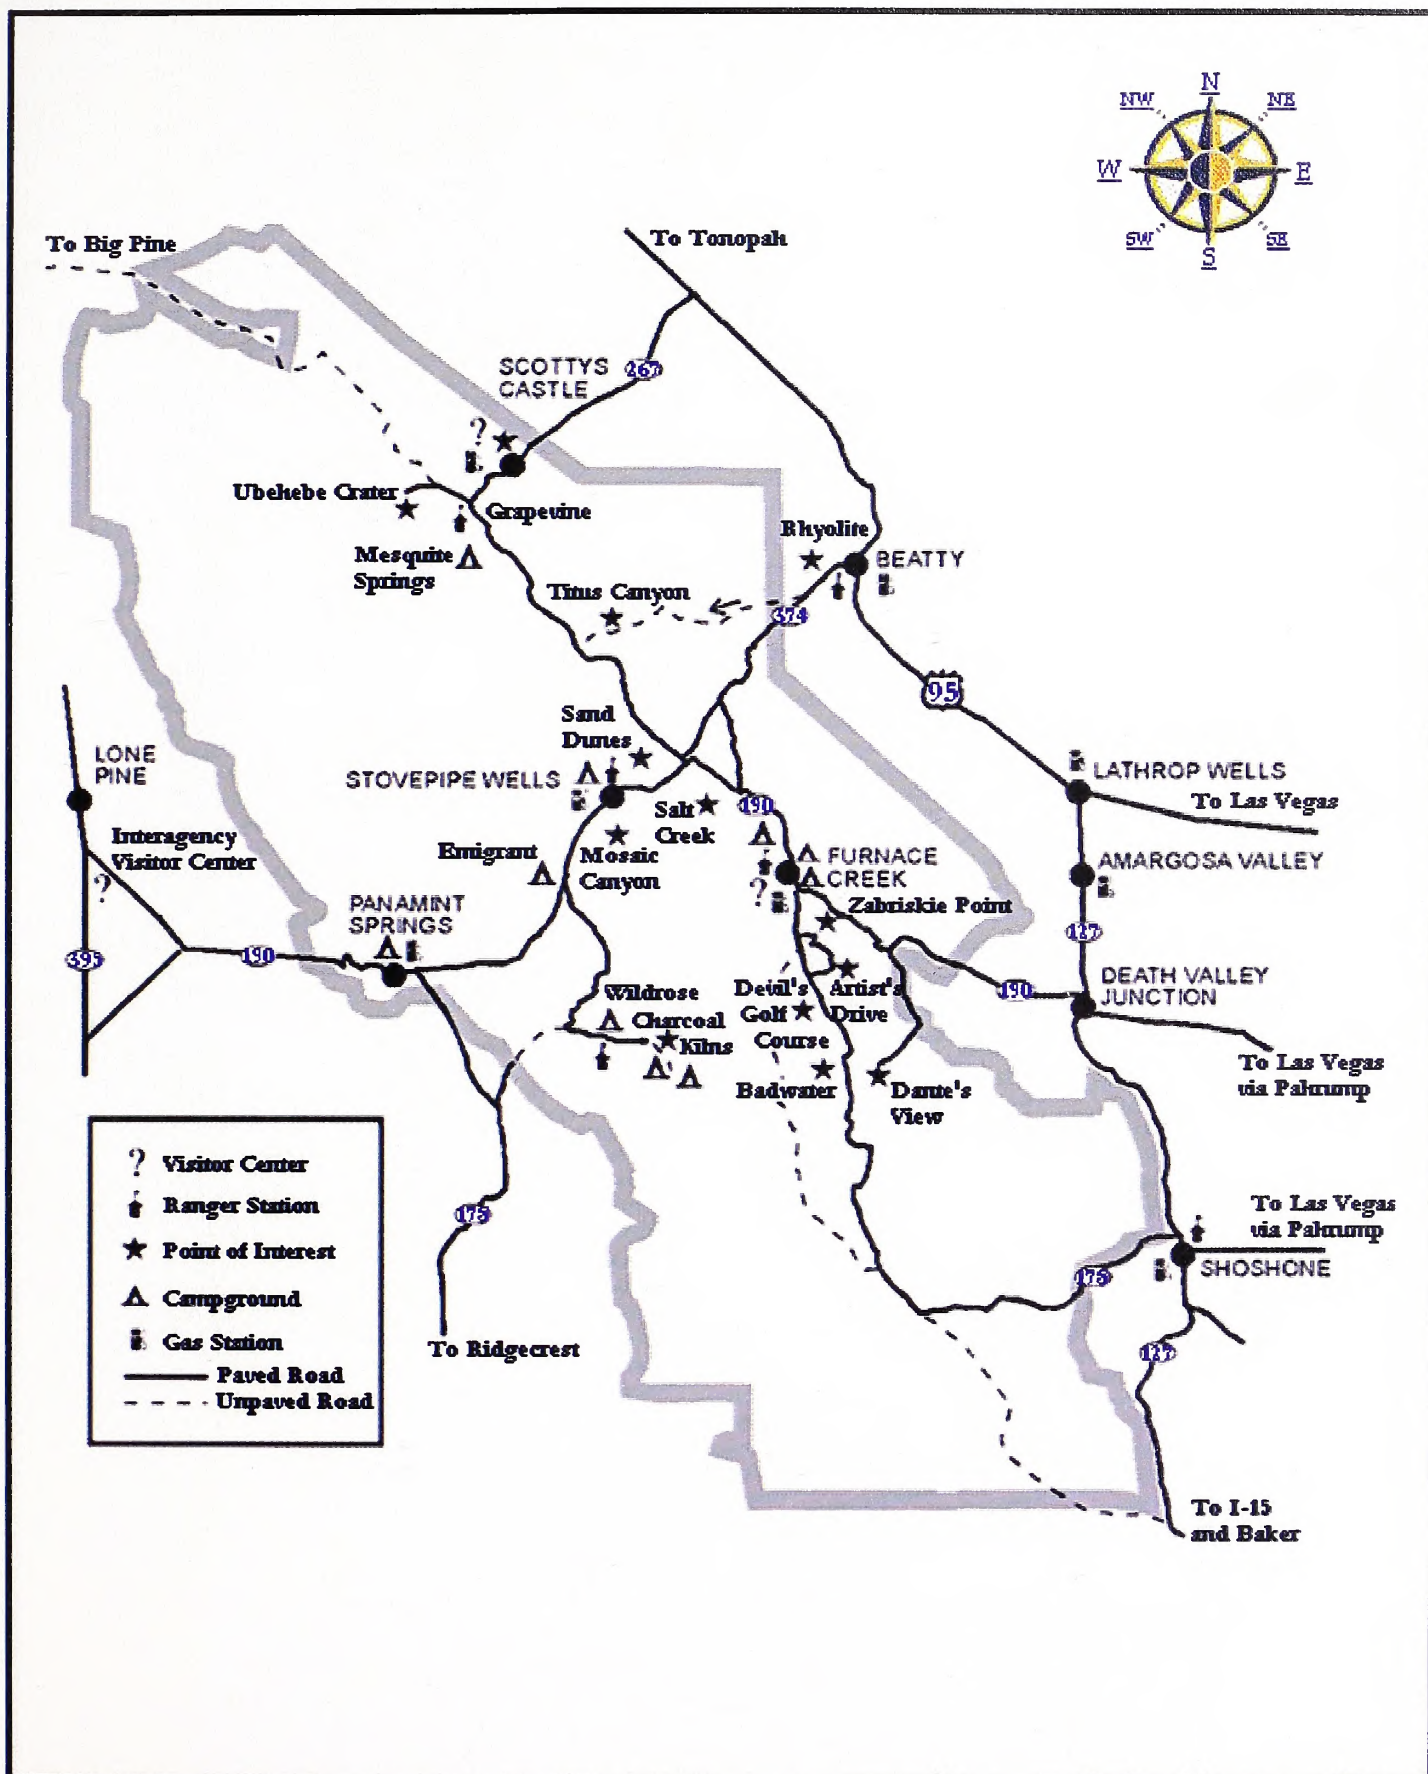 N
NW
NE
W
E
SW
SE
S
To Big Pine
To Tonopah
SCOTTYS
CASTLE
267
?
Ubehebe Crater
Grapevine
Rhyolite
Mesquite
Springs
BEATTY
Titus Canyon
374
95
Sand
Dunes
LONE
PINE
STOVEPIPE WELLS
LATHROP WELLS
To Las Vegas
Salt
Creek
190
Interagency
Visitor Center
?
Emigrant
Mosaic
Canyon
FURNACE
CREEK
?
AMARGOSA VALLEY
PANAMINT
SPRINGS
Zabriskie Point
127
395
190
DEATH VALLEY
JUNCTION
190
Wildrose
Charcoal
Kilns
Devil's
Golf
Course
Artist's
Drive
Badwater
Dante's
View
To Las Vegas
via Pahrump
? Visitor Center
Ranger Station
Point of Interest
Campground
Gas Station
Paved Road
Unpaved Road
175
To Ridgecrest
To Las Vegas
via Pahrump
SHOSHONE
175
127
To I-15
and Baker